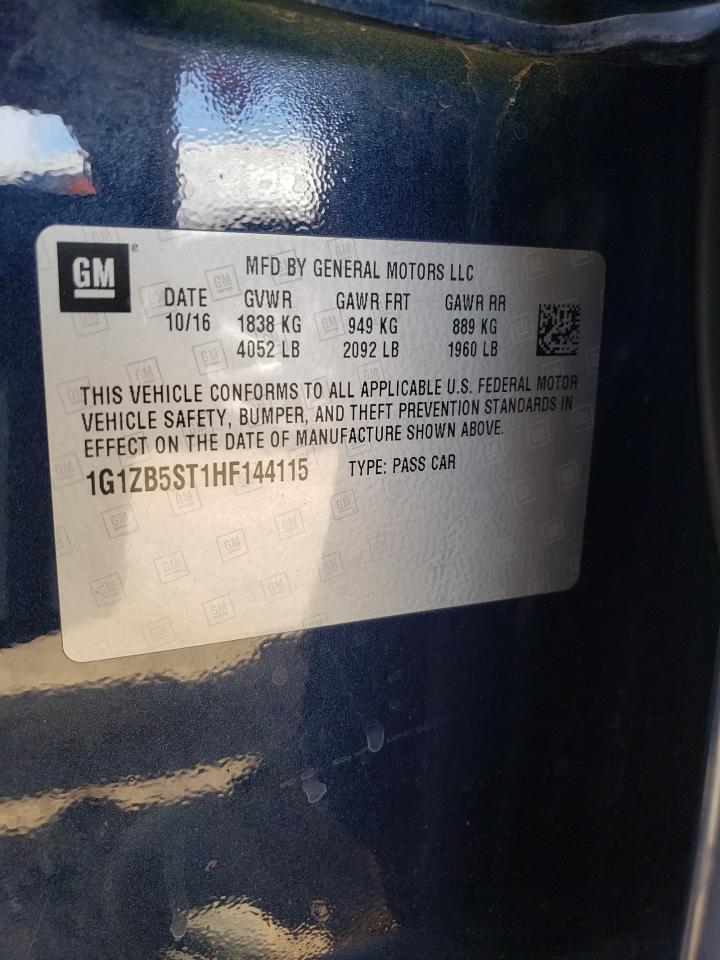 GM
MFD BY GENERAL MOTORS LLC
DATE GVWR GAWR FRT GAWR RR
10/16 1838 KG 949 KG 889 KG
4052 LB 2092 LB 1960 LB
THIS VEHICLE CONFORMS TO ALL APPLICABLE U.S. FEDERAL MOTOR
VEHICLE SAFETY, BUMPER, AND THEFT PREVENTION STANDARDS IN
EFFECT ON THE DATE OF MANUFACTURE SHOWN ABOVE.
1G1ZB5ST1HF144115 TYPE: PASS CAR